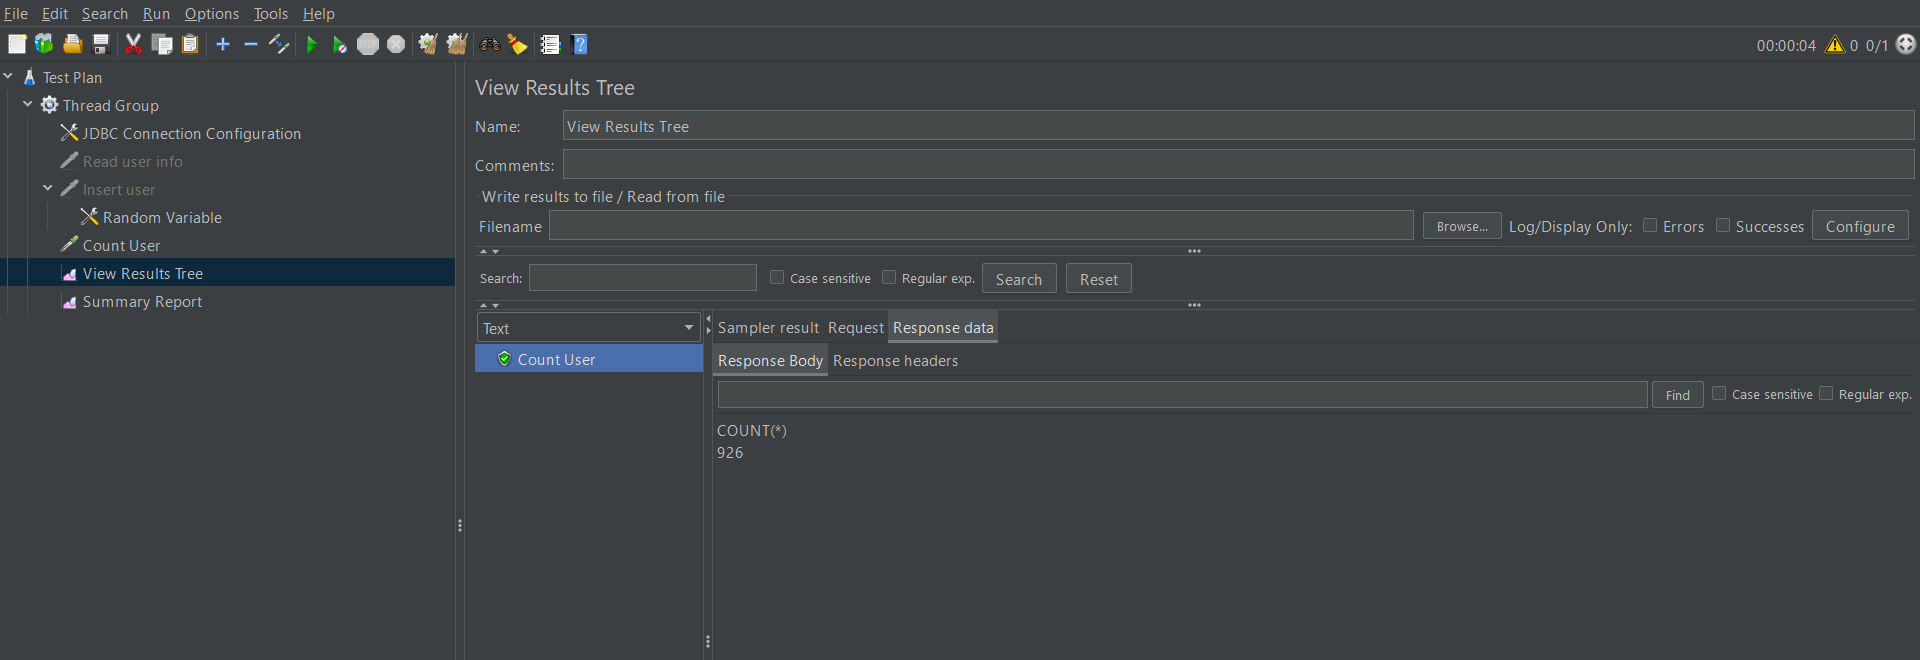 File Edit Search Run Options Tools Help
00:00:04 0 0/1
Test Plan
Thread Group
JDBC Connection Configuration
Read user info
Insert user
Random Variable
Count User
View Results Tree
Summary Report
View Results Tree
Name: View Results Tree
Comments:
Write results to file / Read from file
Filename Browse... Log/Display Only: Errors Successes Configure
Search: Case sensitive Regular exp. Search Reset
Text
Count User
Sampler result Request Response data
Response Body Response headers
Find Case sensitive Regular exp.
COUNT(*)
926